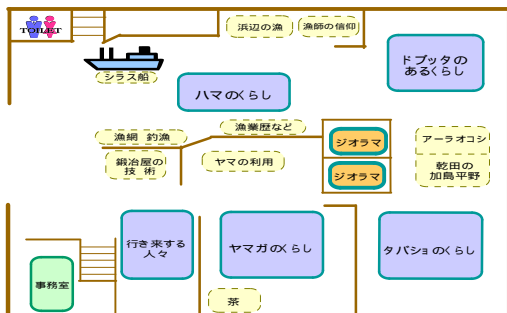 TOILET
浜辺の漁
漁師の信仰
ドブッタの
あるくらし
シラス船
ハマのくらし
漁業歴など
漁網 釣漁
ジオラマ
アーラオコシ
鍛冶屋の
技 術
ヤマの利用
乾田の
加島平野
ジオラマ
行き来する
人々
ヤマガのくらし
タバショのくらし
事務室
茶